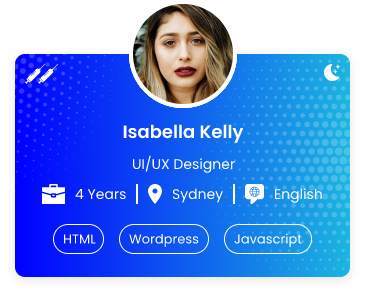 Isabella Kelly
UI/UX Designer
4 Years | Sydney | English
HTML Wordpress Javascript